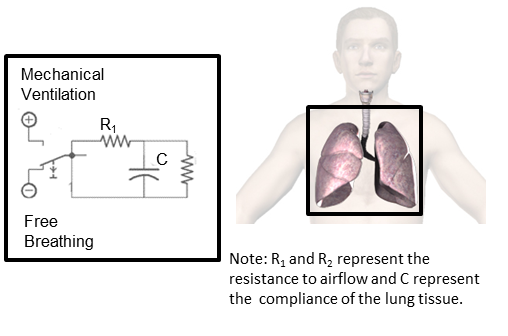 Mechanical
Ventilation
+
R₁
C
−
Free
Breathing
Note: R₁ and R₂ represent the
resistance to airflow and C represent
the compliance of the lung tissue.